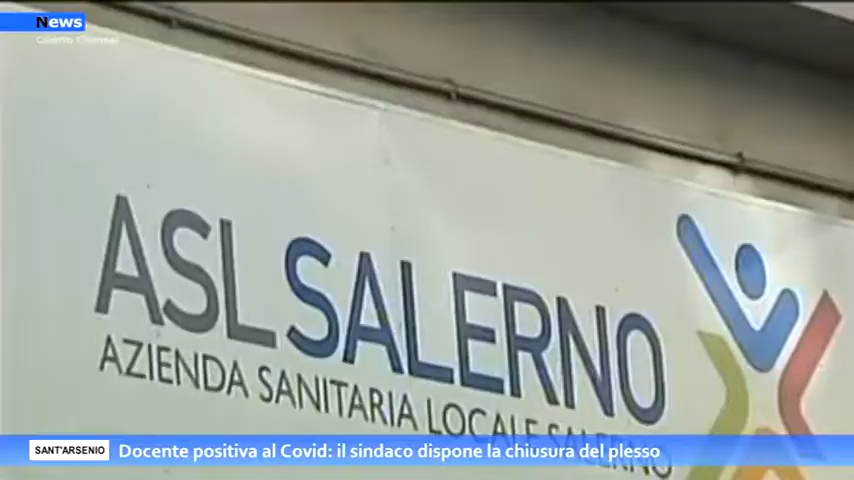 News
ASL SALERNO
AZIENDA SANITARIA LOCALE SALERNO
SANT'ARSENIO
Docente positiva al Covid: il sindaco dispone la chiusura del plesso